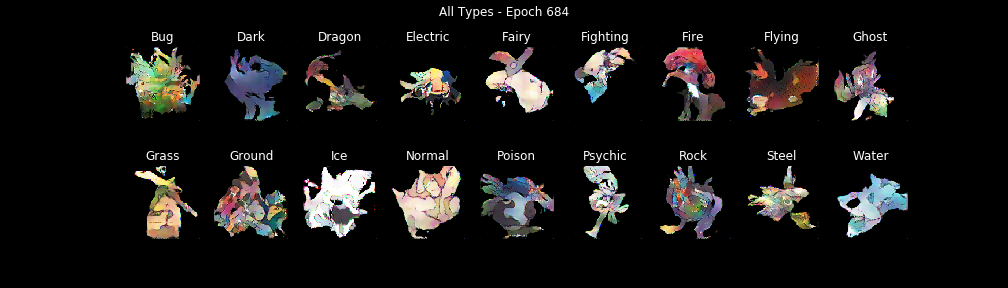 All Types - Epoch 684
Bug Dark Dragon Electric Fairy Fighting Fire Flying Ghost
Grass Ground Ice Normal Poison Psychic Rock Steel Water